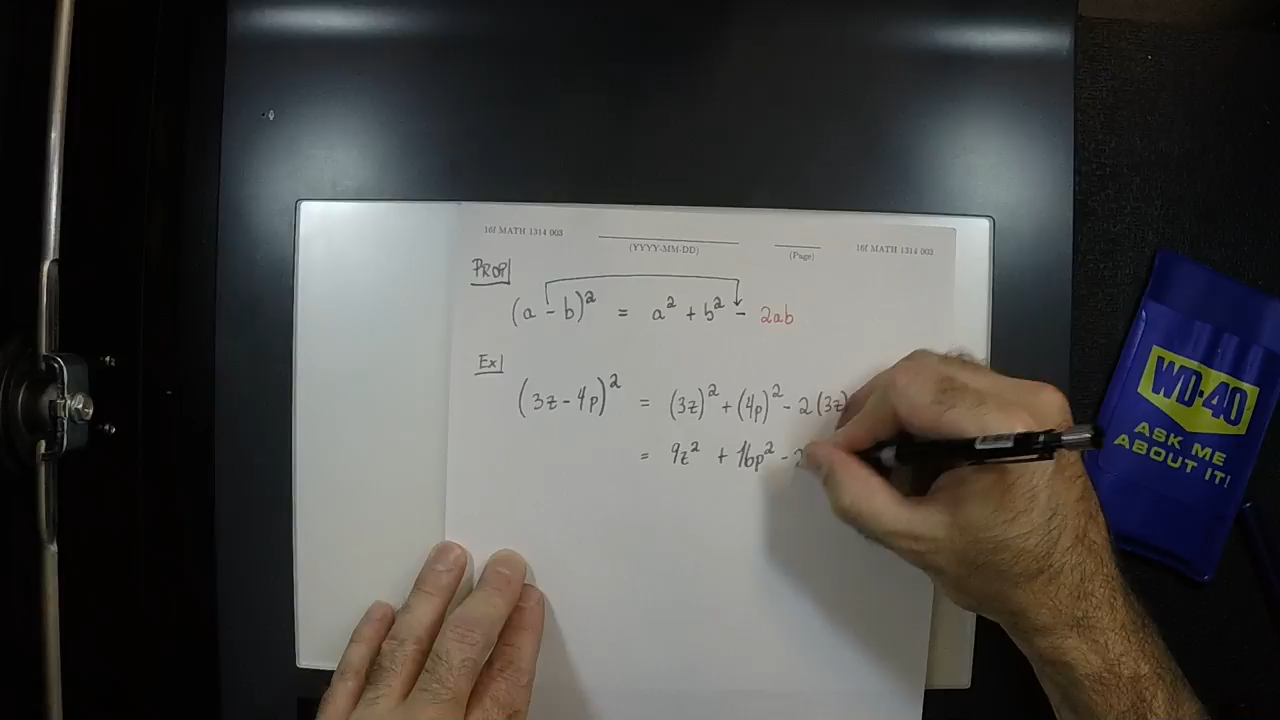 16f MATH 1314 003
(YYYY-MM-DD)
(Page)
16f MATH 1314 003
PROP
(a - b)² = a² + b² - 2ab
Ex
(3z - 4p)² = (3z)² + (4p)² - 2(3z)
= 9z² + 16p² - 2
WD-40
ASK ME
ABOUT IT!